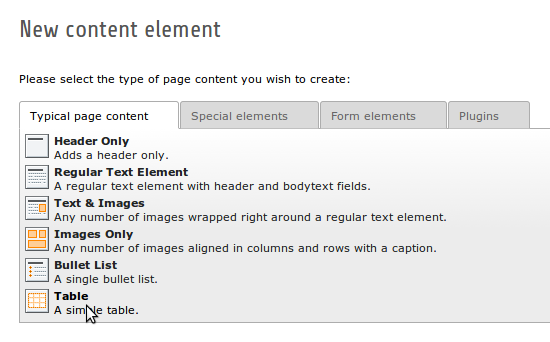 New content element
Please select the type of page content you wish to create:
Typical page content
Special elements
Form elements
Plugins
Header Only
Adds a header only.
Regular Text Element
A regular text element with header and bodytext fields.
Text & Images
Any number of images wrapped right around a regular text element.
Images Only
Any number of images aligned in columns and rows with a caption.
Bullet List
A single bullet list.
Table
A simple table.